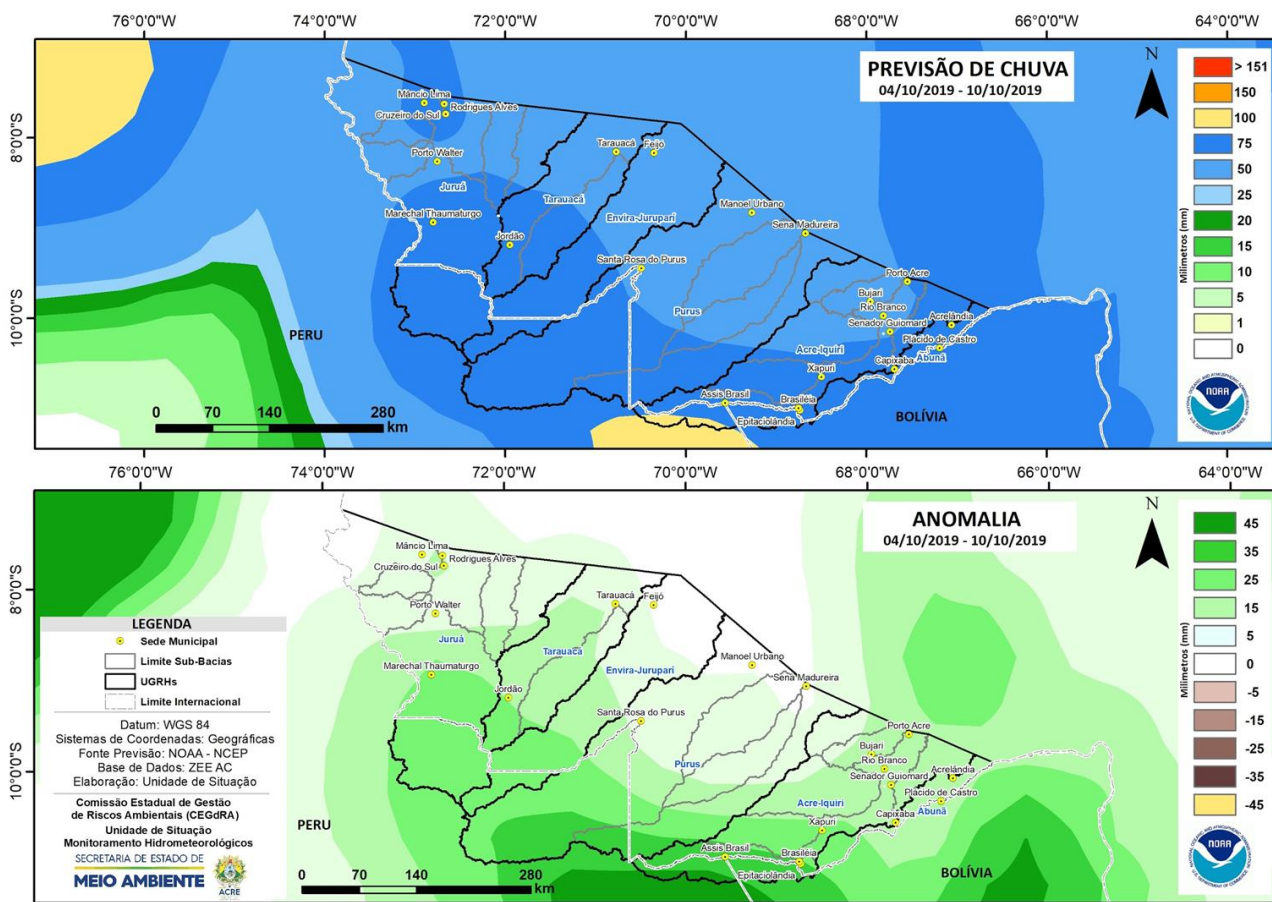 76°0'0"W 74°0'0"W 72°0'0"W 70°0'0"W 68°0'0"W 66°0'0"W 64°0'0"W
PREVISÃO DE CHUVA
04/10/2019 - 10/10/2019
N
> 151
150
100
75
50
25
20
15
10
5
1
0
Milímetros (mm)
NOAA
8°0'0"S
10°0'0"S
Mâncio Lima
Rodrigues Alves
Cruzeiro do Sul
Porto Walter
Juruá
Marechal Thaumaturgo
Jordão
Tarauacá
Tarauacá
Feijó
Envira-Jurupari
Santa Rosa do Purus
Manoel Urbano
Sena Madureira
Purus
Porto Acre
Bujari
Rio Branco
Senador Guiomard
Acrelândia
Plácido de Castro
Abunã
Acre-Iquiri
Capixaba
Xapuri
Assis Brasil
Brasiléia
Epitaciolândia
PERU
BOLÍVIA
0 70 140 280
km
76°0'0"W 74°0'0"W 72°0'0"W 70°0'0"W 68°0'0"W 66°0'0"W 64°0'0"W
ANOMALIA
04/10/2019 - 10/10/2019
N
45
35
25
15
5
0
-5
-15
-25
-35
-45
Milímetros (mm)
NOAA
8°0'0"S
10°0'0"S
Mâncio Lima
Rodrigues Alves
Cruzeiro do Sul
Porto Walter
Juruá
Marechal Thaumaturgo
Jordão
Tarauacá
Tarauacá
Feijó
Envira-Jurupari
Santa Rosa do Purus
Manoel Urbano
Sena Madureira
Purus
Porto Acre
Bujari
Rio Branco
Senador Guiomard
Acrelândia
Plácido de Castro
Abunã
Acre-Iquiri
Capixaba
Xapuri
Assis Brasil
Brasiléia
Epitaciolândia
PERU
BOLÍVIA
0 70 140 280
km
LEGENDA
Sede Municipal
Limite Sub-Bacias
UGRHs
Limite Internacional
Datum: WGS 84
Sistemas de Coordenadas: Geográficas
Fonte Previsão: NOAA - NCEP
Base de Dados: ZEE AC
Elaboração: Unidade de Situação
Comissão Estadual de Gestão
de Riscos Ambientais (CEGdRA)
Unidade de Situação
Monitoramento Hidrometeorológicos
SECRETARIA DE ESTADO DE
MEIO AMBIENTE
ACRE